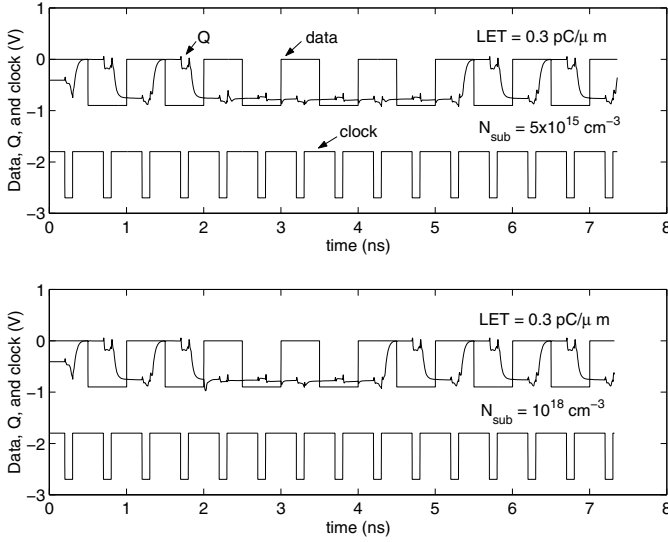 1
0
−1
−2
−3
Data, Q, and clock (V)
Q
data
LET = 0.3 pC/μ m
N_sub = 5x10^15 cm^−3
clock
0 1 2 3 4 5 6 7 8
time (ns)
1
0
−1
−2
−3
Data, Q, and clock (V)
LET = 0.3 pC/μ m
N_sub = 10^18 cm^−3
0 1 2 3 4 5 6 7 8
time (ns)